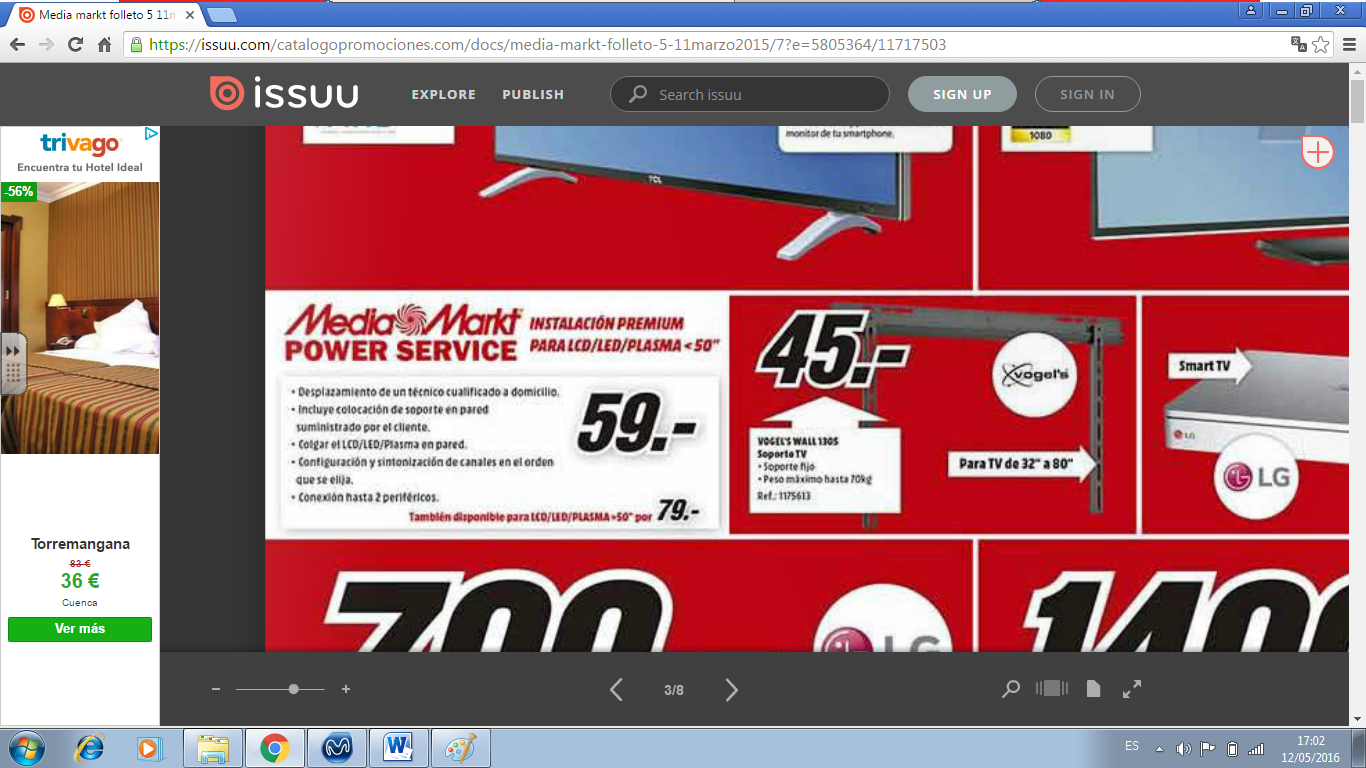 Media markt folleto 5 11m
https://issuu.com/catalogopromociones.com/docs/media-markt-folleto-5-11marzo2015/7?e=5805364/11717503
issuu
EXPLORE
PUBLISH
Search issuu
SIGN UP
SIGN IN
trivago
Encuentra tu Hotel Ideal
-56%
Torremangana
83 €
36 €
Cuenca
Ver más
monitor de tu smartphone.
1080
TCL
Media Markt
POWER SERVICE
INSTALACIÓN PREMIUM
PARA LCD/LED/PLASMA < 50"
• Desplazamiento de un técnico cualificado a domicilio.
• Incluye colocación de soporte en pared
suministrado por el cliente.
• Colgar el LCD/LED/Plasma en pared.
• Configuración y sintonización de canales en el orden
que se elija.
• Conexión hasta 2 periféricos.
59.-
También disponible para LCD/LED/PLASMA >50" por 79.-
45.-
vogel's
VOGEL'S WALL 1305
Soporte TV
• Soporte fijo
• Peso máximo hasta 70kg
Ref.: 1175613
Para TV de 32" a 80"
Smart TV
LG
LG
LG
3/8
ES
17:02
12/05/2016